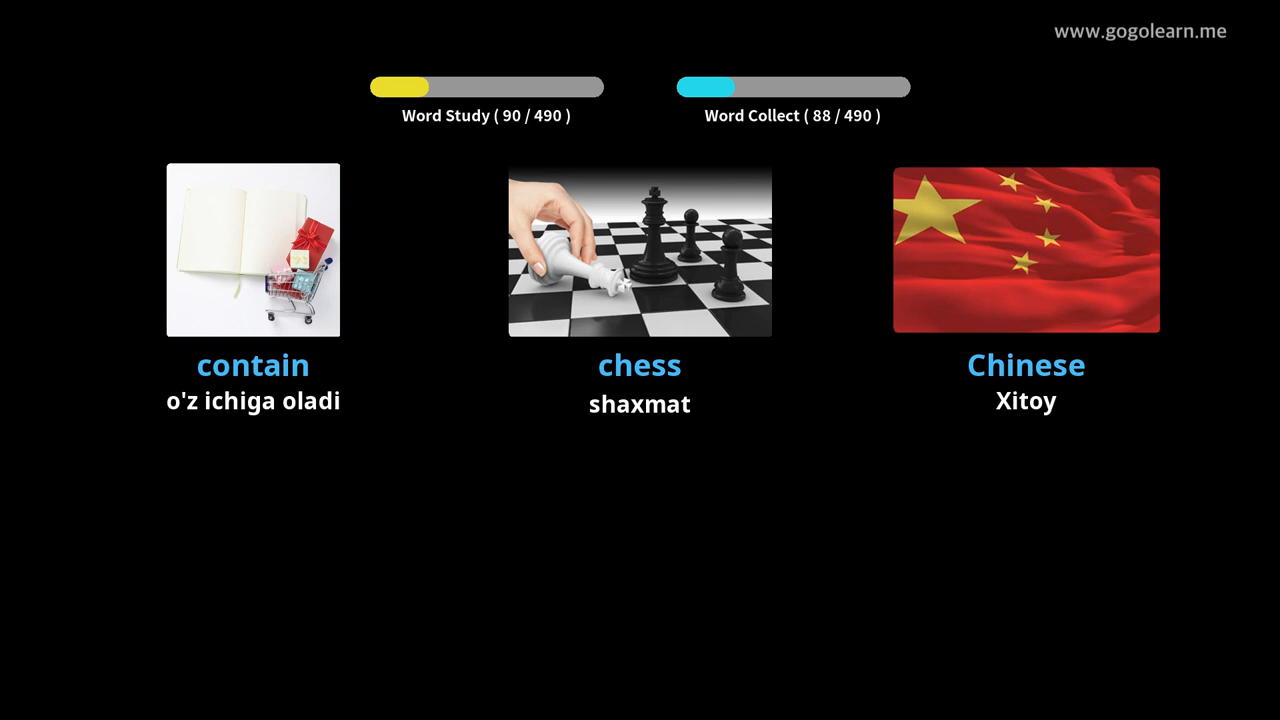 www.gogolearn.me
Word Study ( 90 / 490 )
Word Collect ( 88 / 490 )
contain
o'z ichiga oladi
chess
shaxmat
Chinese
Xitoy